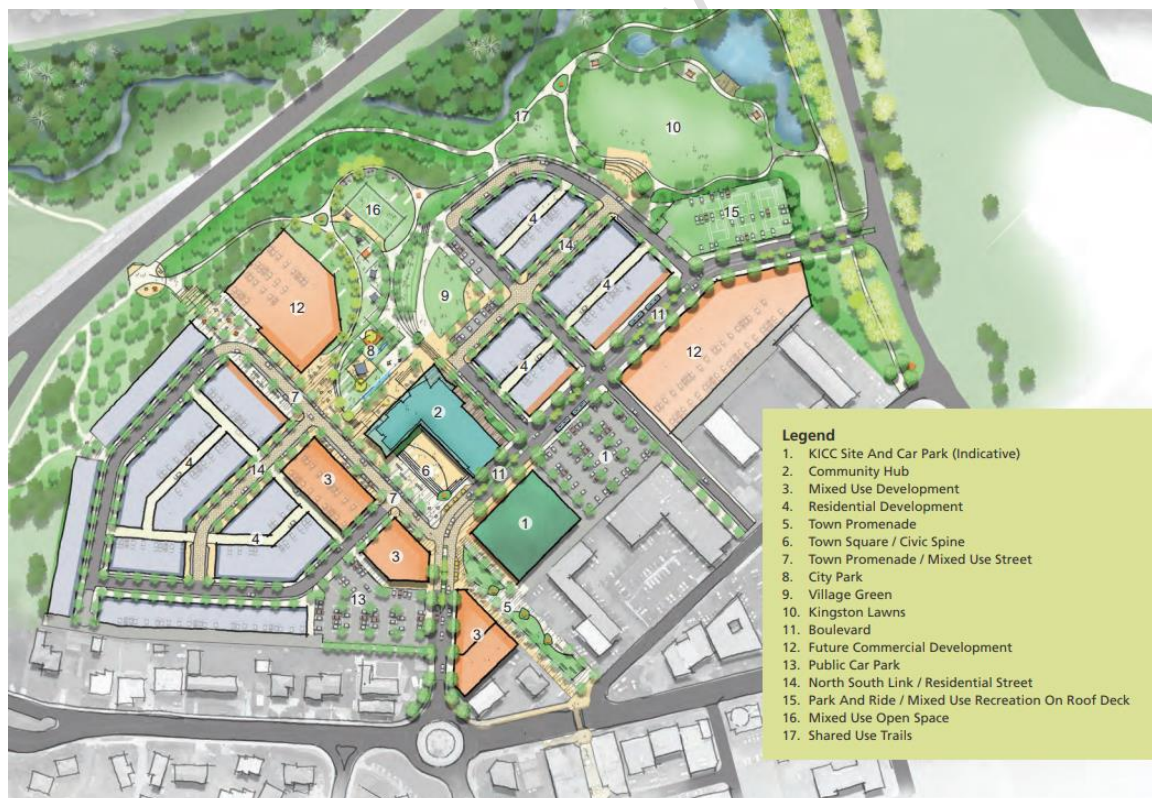 17
10
16
4
15
14
12
9
4
11
12
8
4
7
2
1
4
6
11
14
3
7
1
4
3
13
5
3
Legend
1. KICC Site And Car Park (Indicative)
2. Community Hub
3. Mixed Use Development
4. Residential Development
5. Town Promenade
6. Town Square / Civic Spine
7. Town Promenade / Mixed Use Street
8. City Park
9. Village Green
10. Kingston Lawns
11. Boulevard
12. Future Commercial Development
13. Public Car Park
14. North South Link / Residential Street
15. Park And Ride / Mixed Use Recreation On Roof Deck
16. Mixed Use Open Space
17. Shared Use Trails